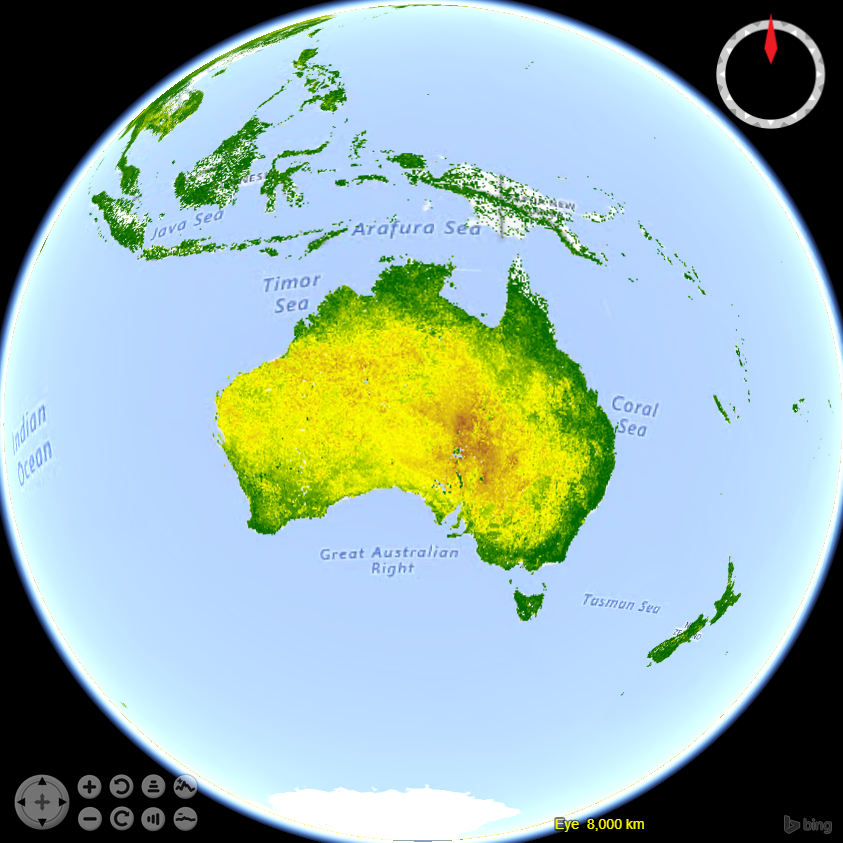 Java Sea
Arafura Sea
Timor
Sea
Coral
Sea
Indian
Ocean
Great Australian
Right
Tasman Sea
Eye 8,000 km
bing